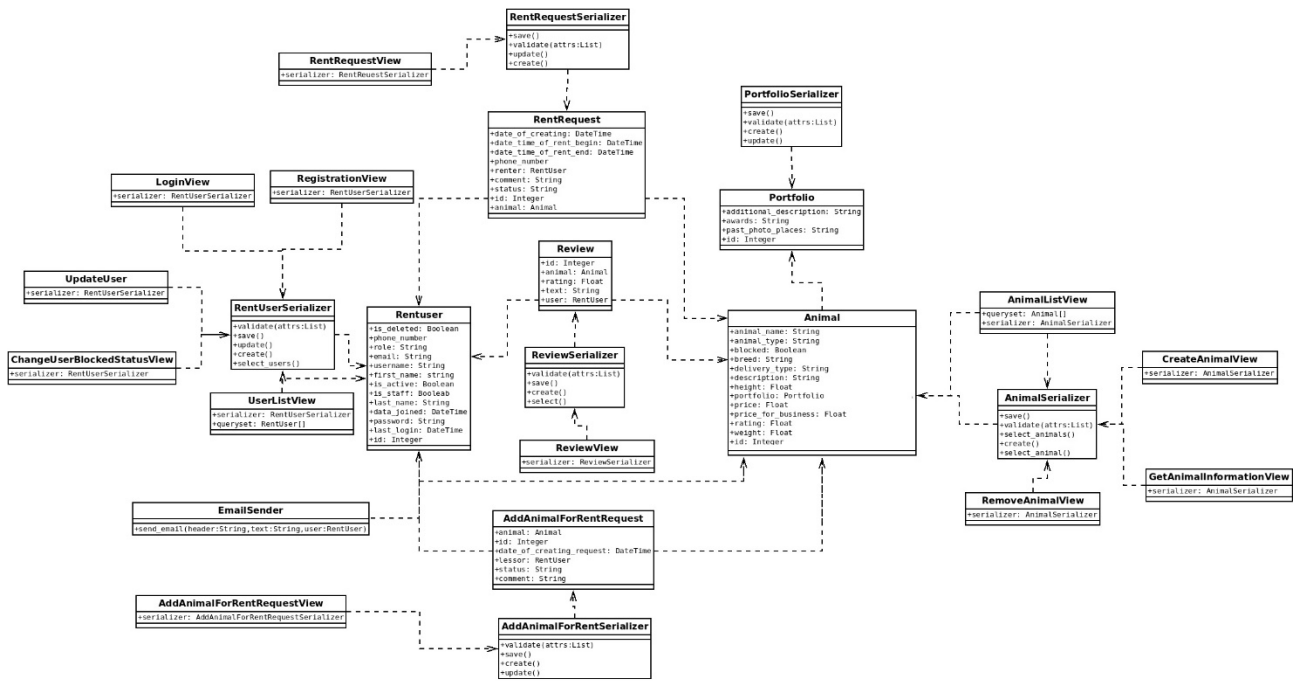 RentRequestSerializer
+save()
+validate(attrs:List)
+update()
+create()
RentRequestView
+serializer: RentReuestSerializer
PortfolioSerializer
+save()
+validate(attrs:List)
+create()
+update()
RentRequest
+date_of_creating: DateTime
+date_time_of_rent_begin: DateTime
+date_time_of_rent_end: DateTime
+phone_number
+renter: RentUser
+comment: String
+status: String
+id: Integer
+animal: Animal
LoginView
+serializer: RentUserSerializer
RegistrationView
+serializer: RentUserSerializer
Portfolio
+additional_description: String
+awards: String
+past_photo_places: String
+id: Integer
Review
+id: Integer
+animal: Animal
+rating: Float
+text: String
+user: RentUser
UpdateUser
+serializer: RentUserSerializer
RentUserSerializer
+validate(attrs:List)
+save()
+update()
+create()
+select_users()
Rentuser
+is_deleted: Boolean
+phone_number
+role: String
+email: String
+username: String
+first_name: string
+is_active: Boolean
+is_staff: Booleab
+last_name: String
+data_joined: DateTime
+password: String
+last_login: DateTime
+id: Integer
Animal
+animal_name: String
+animal_type: String
+blocked: Boolean
+breed: String
+delivery_type: String
+description: String
+height: Float
+portfolio: Portfolio
+price: Float
+price_for_business: Float
+rating: Float
+weight: Float
+id: Integer
AnimalListView
+queryset: Animal[]
+serializer: AnimalSerializer
ChangeUserBlockedStatusView
+serializer: RentUserSerializer
ReviewSerializer
+validate(attrs:List)
+save()
+create()
+select()
CreateAnimalView
+serializer: AnimalSerializer
UserListView
+serializer: RentUserSerializer
+queryset: RentUser[]
AnimalSerializer
+save()
+validate(attrs:List)
+select_animals()
+create()
+select_animal()
ReviewView
+serializer: ReviewSerializer
GetAnimalInformationView
+serializer: AnimalSerializer
RemoveAnimalView
+serializer: AnimalSerializer
EmailSender
+send_email(header:String,text:String,user:RentUser)
AddAnimalForRentRequest
+animal: Animal
+id: Integer
+date_of_creating_request: DateTime
+lessor: RentUser
+status: String
+comment: String
AddAnimalForRentRequestView
+serializer: AddAnimalForRentRequestSerializer
AddAnimalForRentSerializer
+validate(attrs:List)
+save()
+create()
+update()